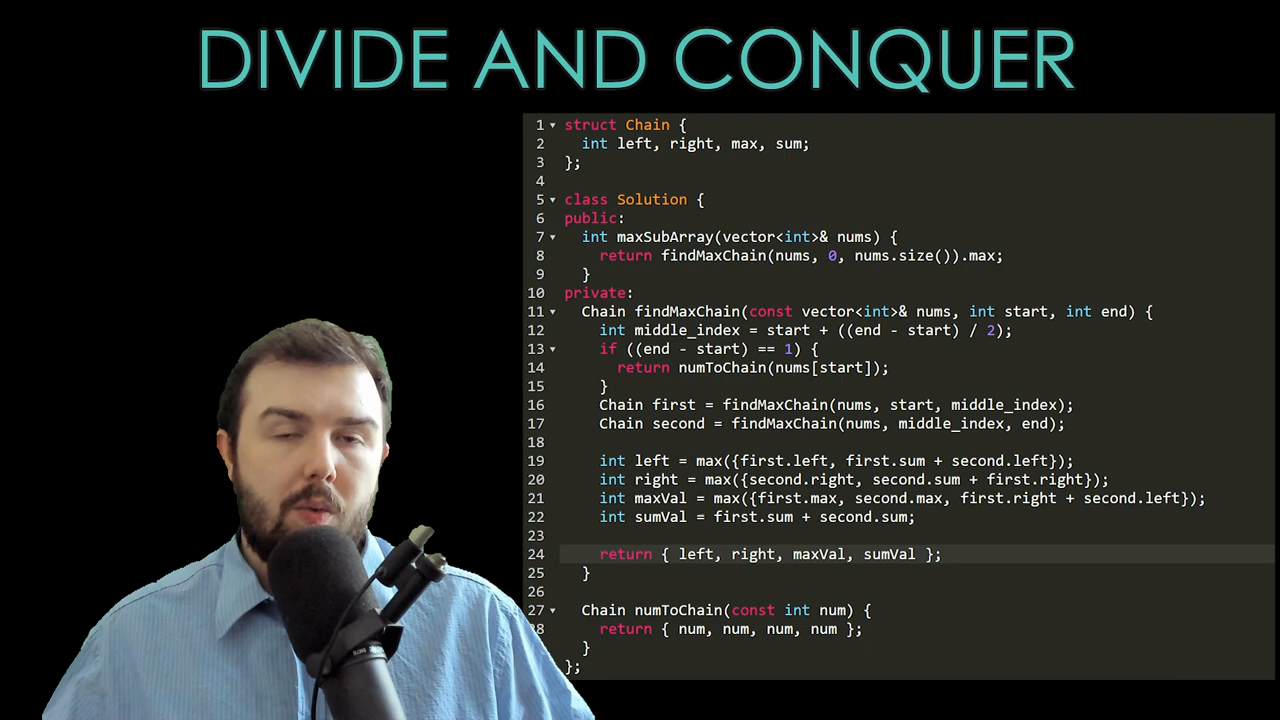 DIVIDE AND CONQUER
1 struct Chain {
2 int left, right, max, sum;
3 };
4
5 class Solution {
6 public:
7 int maxSubArray(vector<int>& nums) {
8 return findMaxChain(nums, 0, nums.size()).max;
9 }
10 private:
11 Chain findMaxChain(const vector<int>& nums, int start, int end) {
12 int middle_index = start + ((end - start) / 2);
13 if ((end - start) == 1) {
14 return numToChain(nums[start]);
15 }
16 Chain first = findMaxChain(nums, start, middle_index);
17 Chain second = findMaxChain(nums, middle_index, end);
18
19 int left = max({first.left, first.sum + second.left});
20 int right = max({second.right, second.sum + first.right});
21 int maxVal = max({first.max, second.max, first.right + second.left});
22 int sumVal = first.sum + second.sum;
23
24 return { left, right, maxVal, sumVal };
25 }
26
27 Chain numToChain(const int num) {
return { num, num, num, num };
}
};